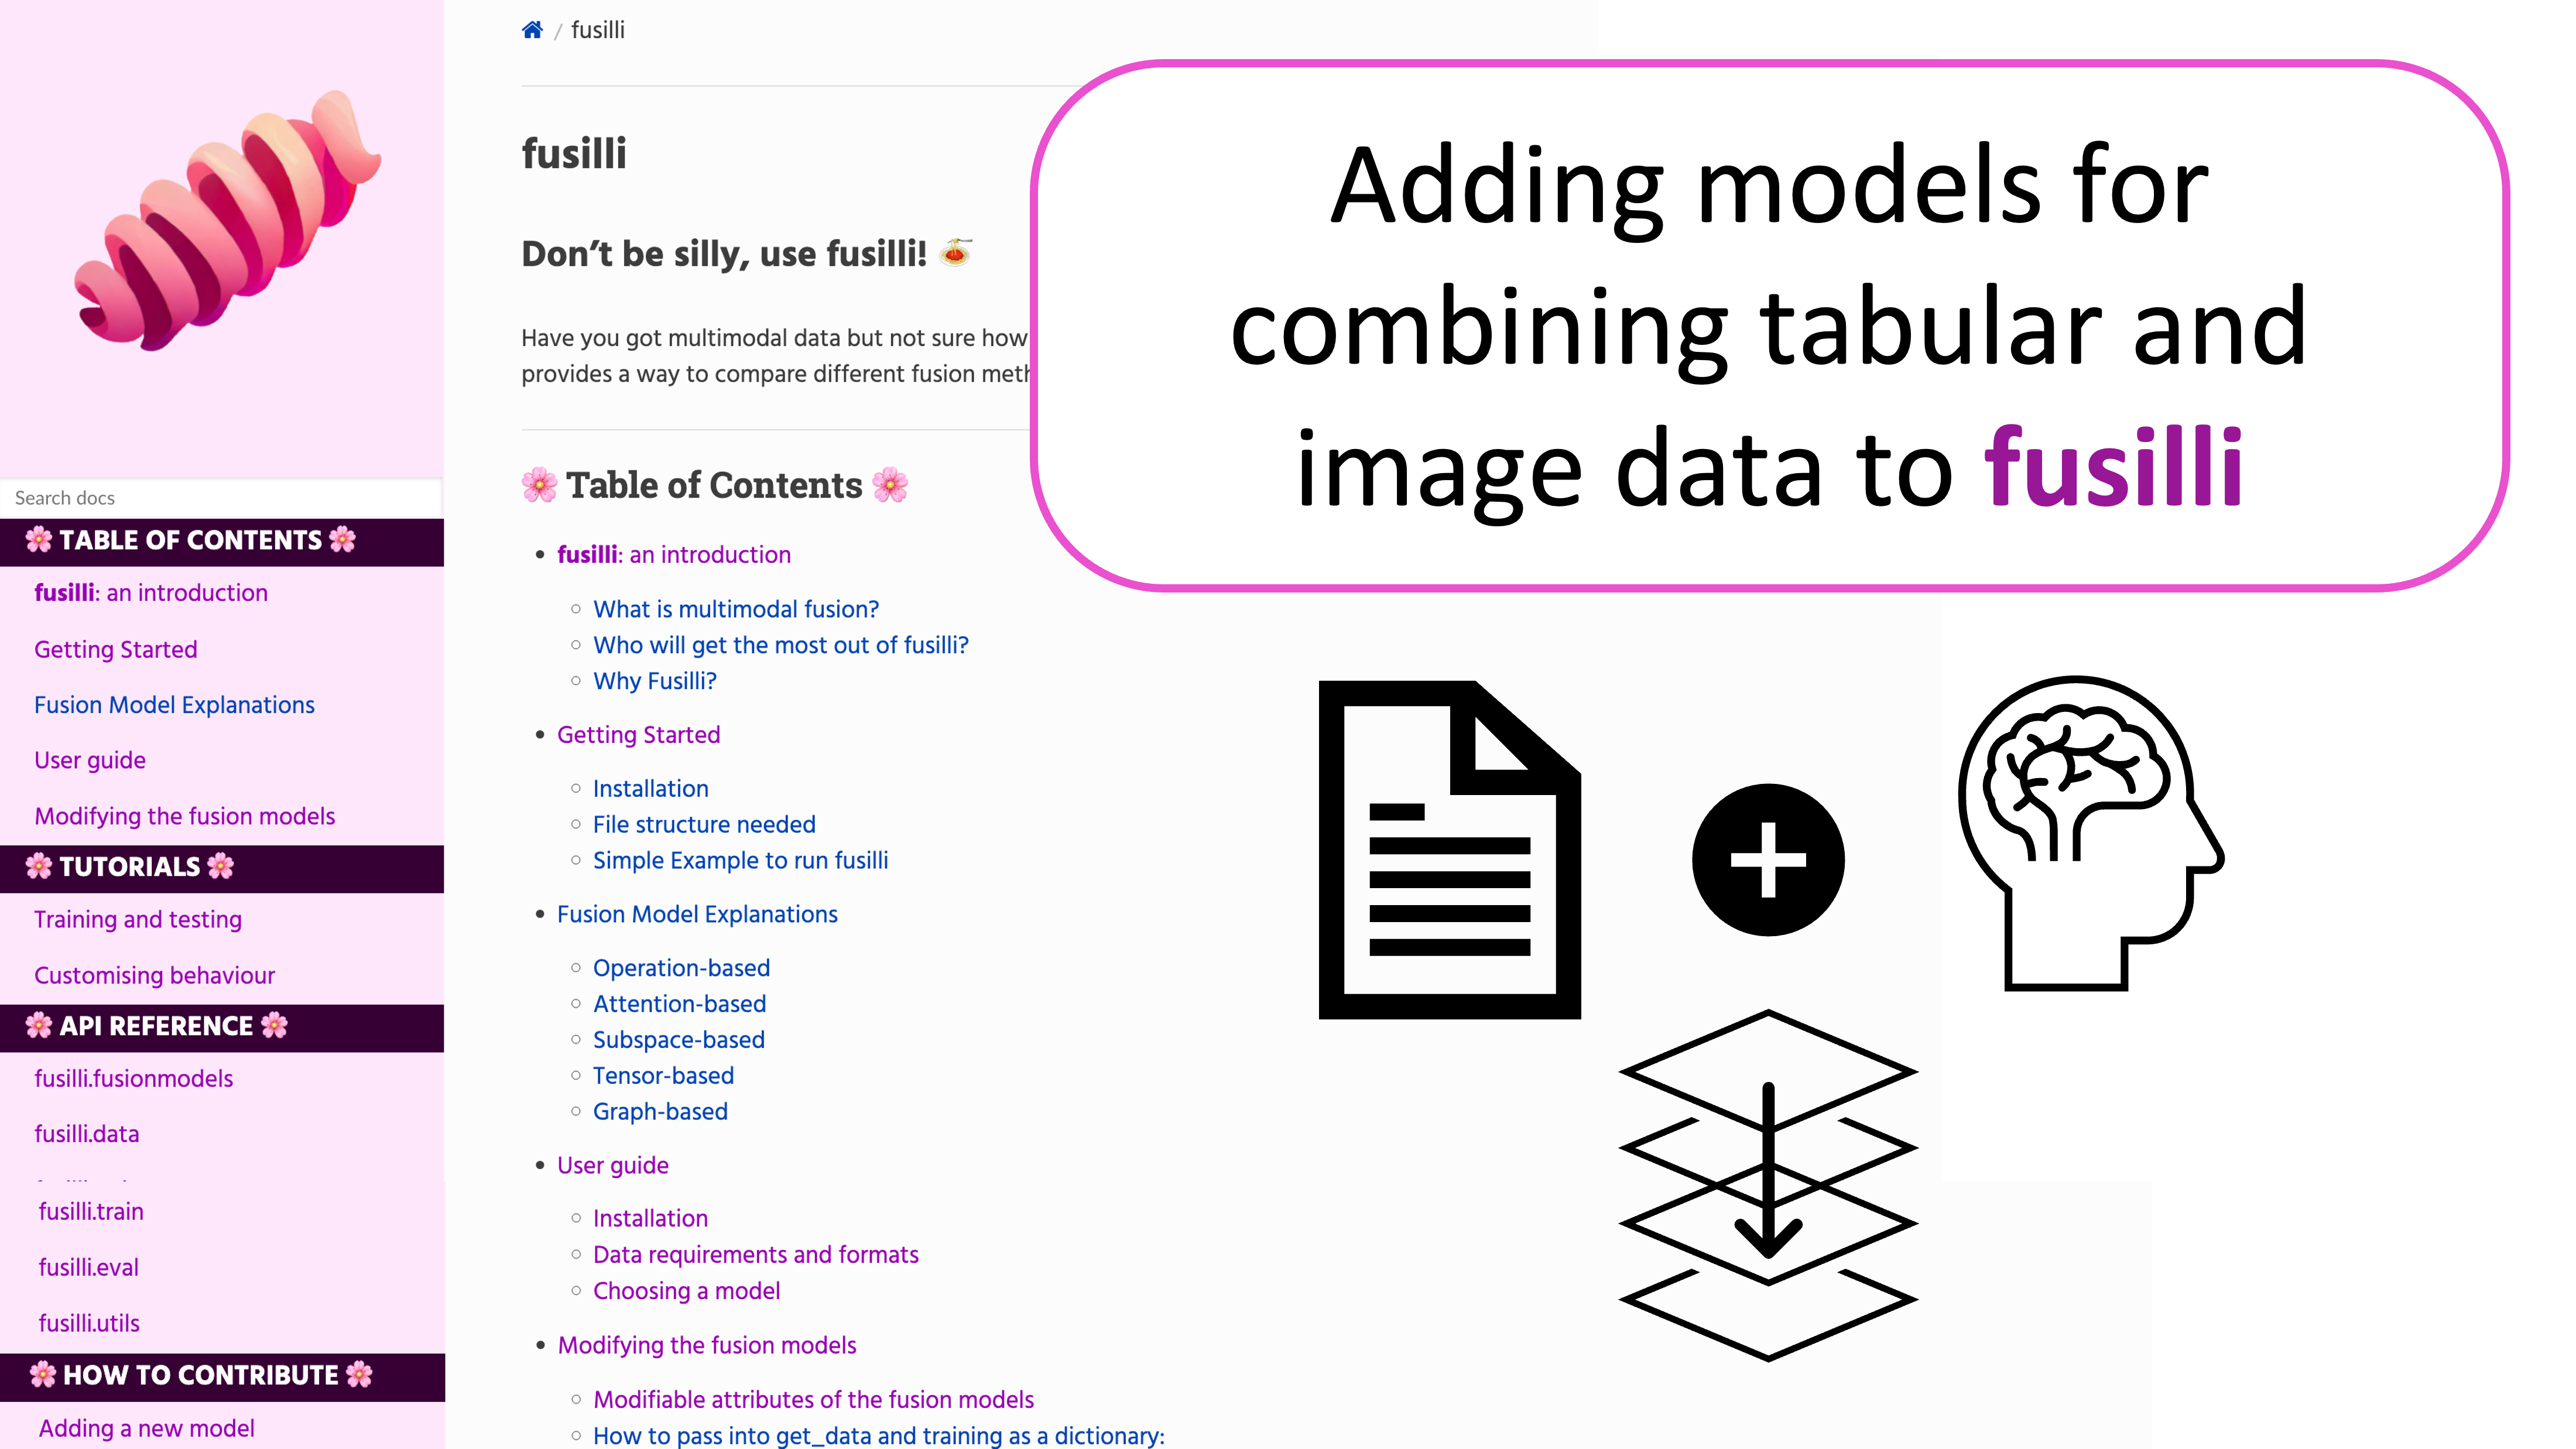 Search docs
TABLE OF CONTENTS
fusilli: an introduction
Getting Started
Fusion Model Explanations
User guide
Modifying the fusion models
TUTORIALS
Training and testing
Customising behaviour
API REFERENCE
fusilli.fusionmodels
fusilli.data
fusilli.train
fusilli.eval
fusilli.utils
HOW TO CONTRIBUTE
Adding a new model
/ fusilli
fusilli
Don’t be silly, use fusilli!
Have you got multimodal data but not sure how
provides a way to compare different fusion
Table of Contents
• fusilli: an introduction
What is multimodal fusion?
Who will get the most out of fusilli?
Why Fusilli?
• Getting Started
Installation
File structure needed
Simple Example to run fusilli
• Fusion Model Explanations
Operation-based
Attention-based
Subspace-based
Tensor-based
Graph-based
• User guide
Installation
Data requirements and formats
Choosing a model
• Modifying the fusion models
Modifiable attributes of the fusion models
How to pass into get_data and training as a dictionary:
Adding models for
combining tabular and
image data to fusilli